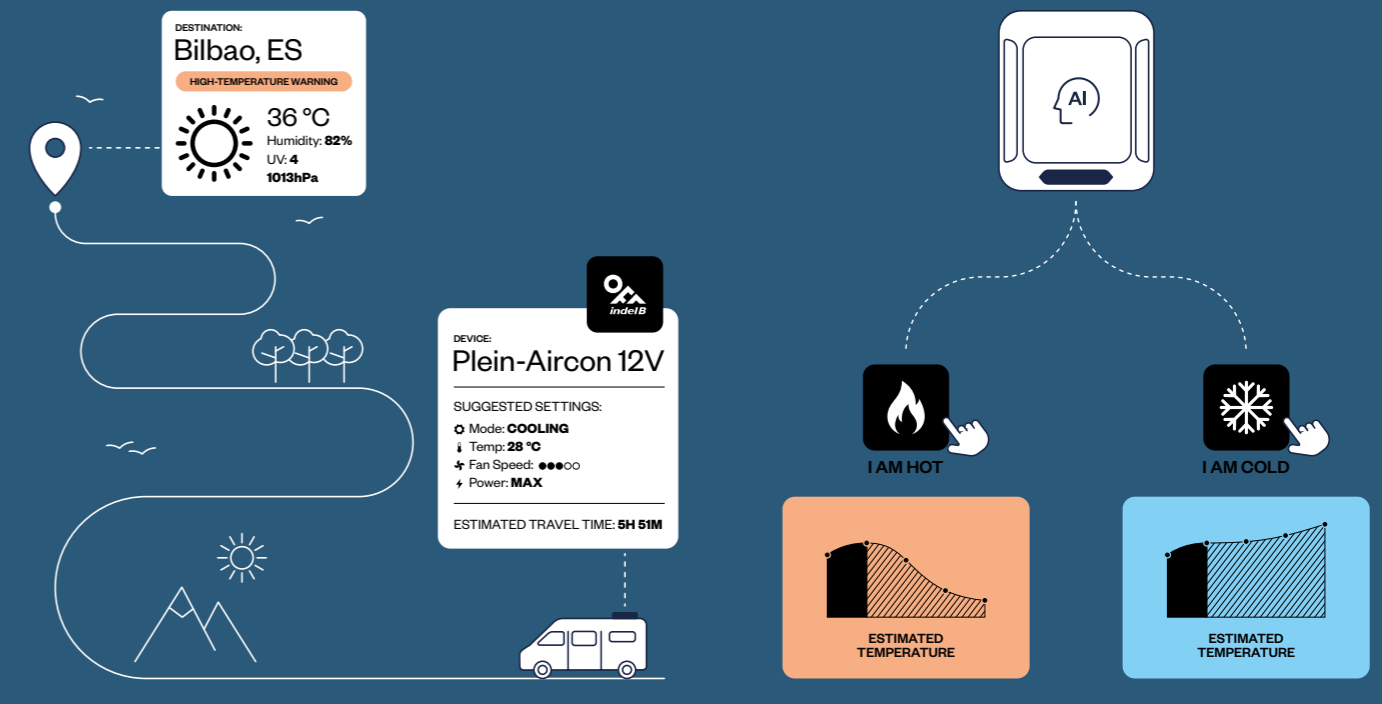 DESTINATION:
Bilbao, ES
HIGH-TEMPERATURE WARNING
36 °C
Humidity: 82%
UV: 4
1013hPa
indelB
DEVICE:
Plein-Aircon 12V
SUGGESTED SETTINGS:
Mode: COOLING
Temp: 28 °C
Fan Speed:
Power: MAX
ESTIMATED TRAVEL TIME: 5H 51M
AI
I AM HOT
ESTIMATED
TEMPERATURE
I AM COLD
ESTIMATED
TEMPERATURE